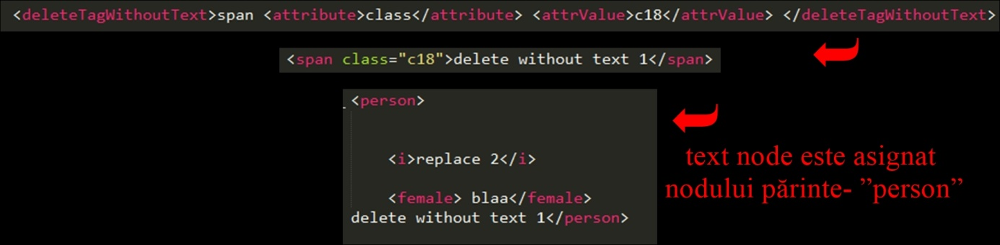 <deleteTagWithoutText>span <attribute>class</attribute> <attrValue>c18</attrValue> </deleteTagWithoutText>
<span class="c18">delete without text 1</span>
<person>
<i>replace 2</i>
<female> blaa</female>
delete without text 1</person>
text node este asignat
nodului părinte- ”person”